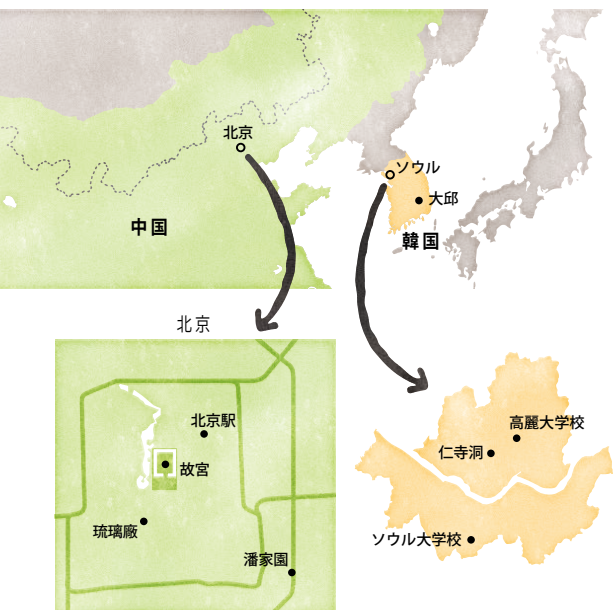 北京
ソウル
大邱
中国
韓国
北京
北京駅
高麗大学校
仁寺洞
故宮
琉璃廠
ソウル大学校
潘家園